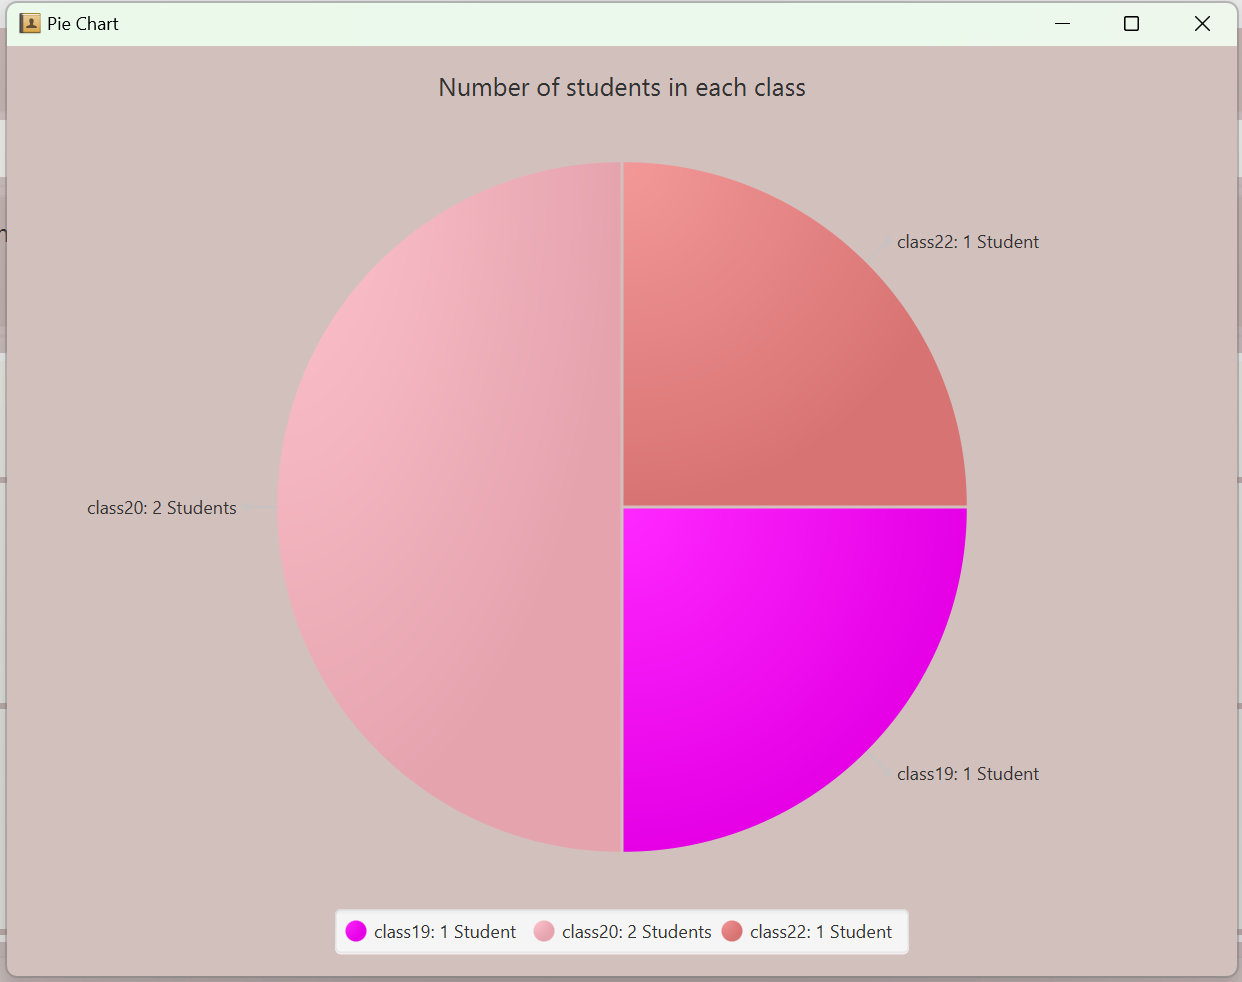 Pie Chart
Number of students in each class
class22: 1 Student
class20: 2 Students
class19: 1 Student
class19: 1 Student class20: 2 Students class22: 1 Student